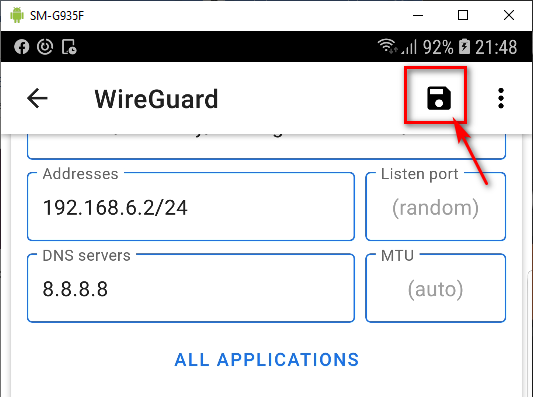 SM-G935F
92% 21:48
WireGuard
Addresses Listen port
192.168.6.2/24 (random)
DNS servers MTU
8.8.8.8 (auto)
ALL APPLICATIONS